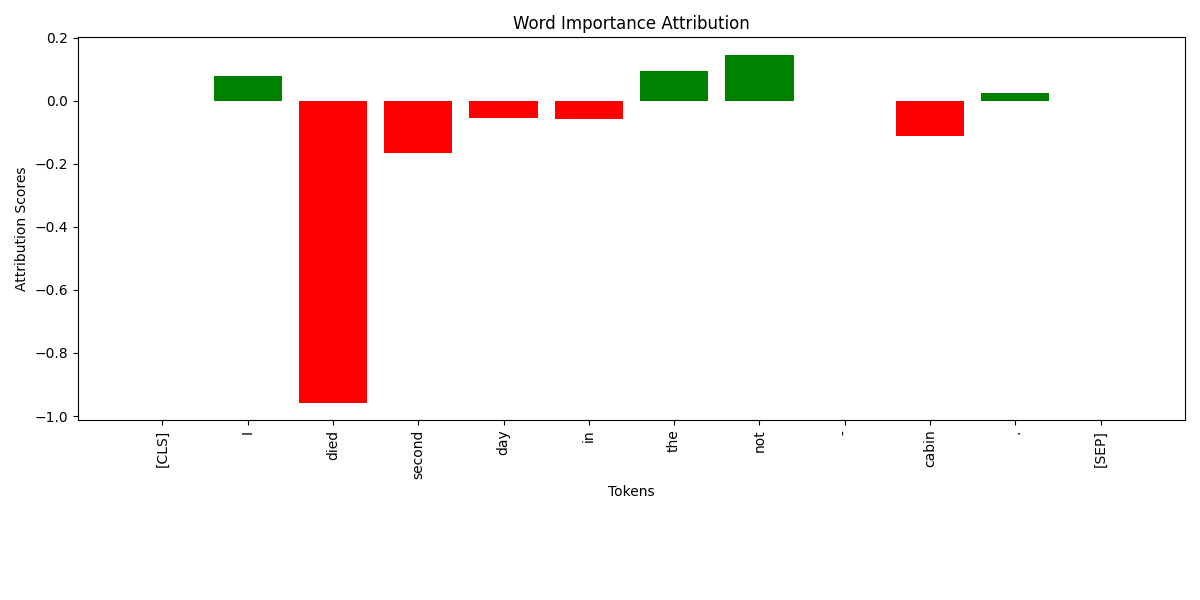 Word Importance Attribution
0.2
0.0
−0.2
−0.4
−0.6
−0.8
−1.0
Attribution Scores
[CLS]
I
died
second
day
in
the
not
-
cabin
.
[SEP]
Tokens